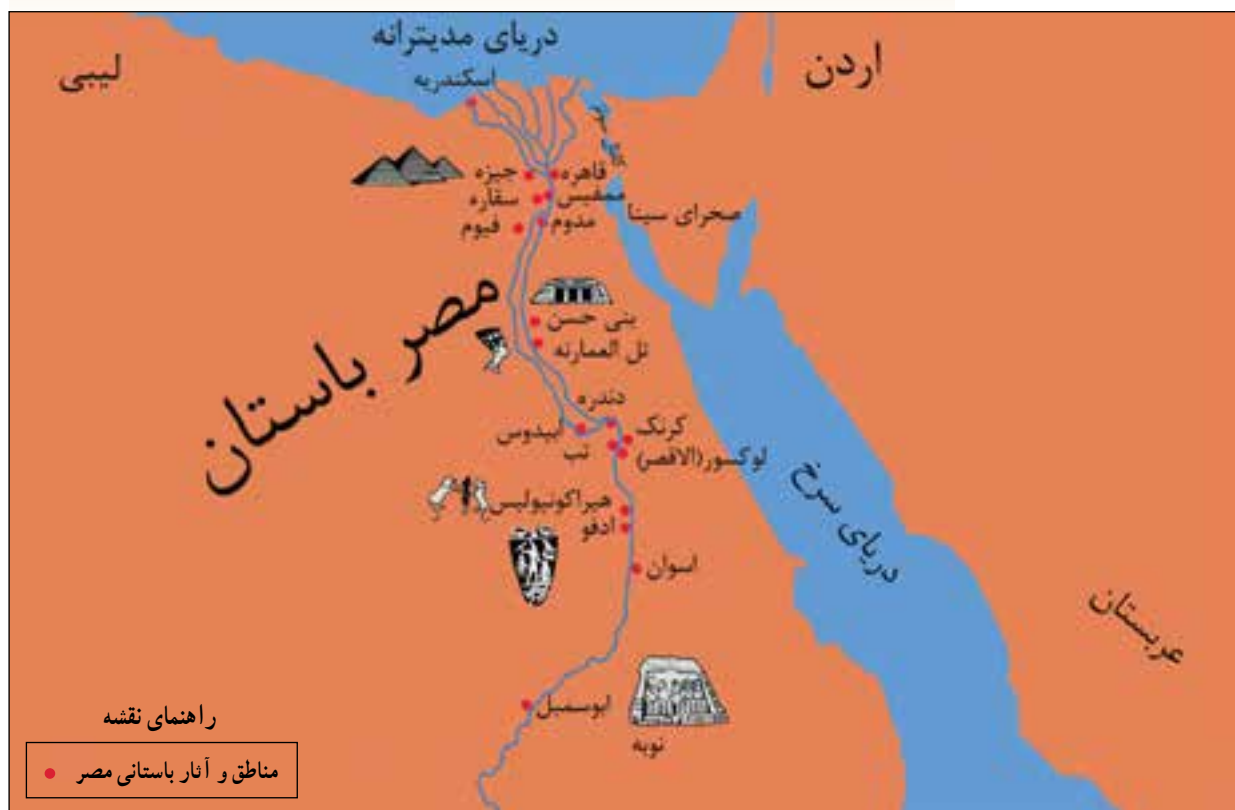 دریای مدیترانه
اردن
لیبی
اسکندریه
قاهره
جیزه
ممفیس
سقاره
مدوم
فیوم
صحرای سینا
مصر باستان
بنی حسن
تل العمارنه
دندره
ابیدوس
کرنک
تب
لوکسور(الاقصر)
هیراکونپولیس
ادفو
دریای سرخ
اسوان
عربستان
ابوسمبل
نوبه
راهنمای نقشه
مناطق و آثار باستانی مصر